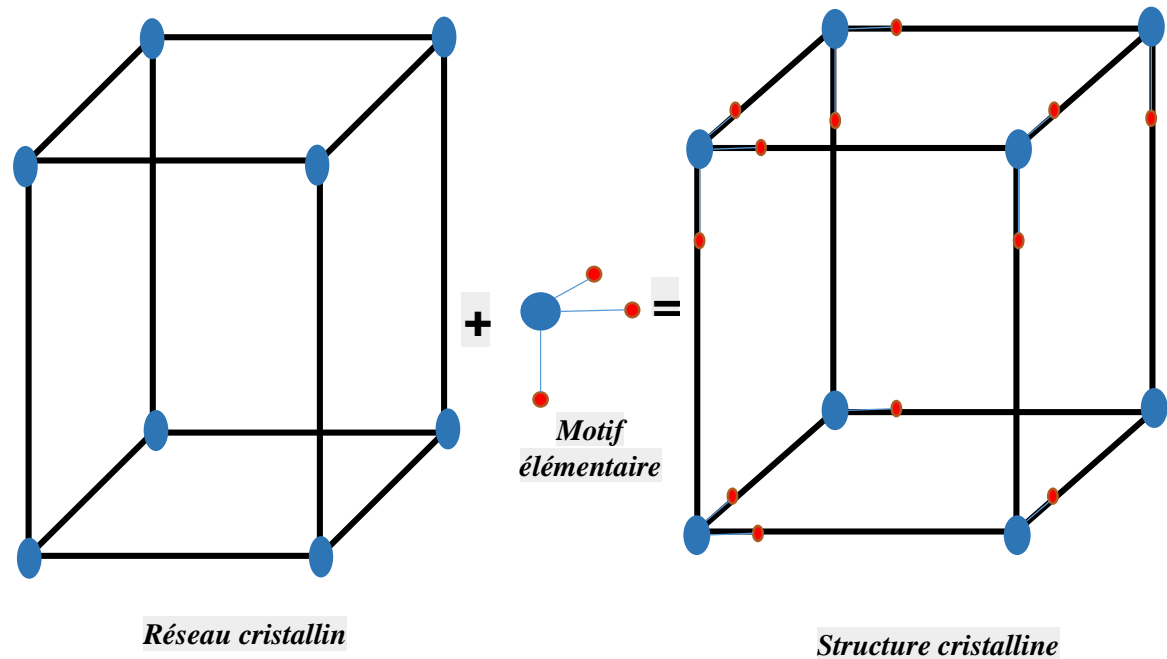 +
=
Motif
élémentaire
Réseau cristallin
Structure cristalline